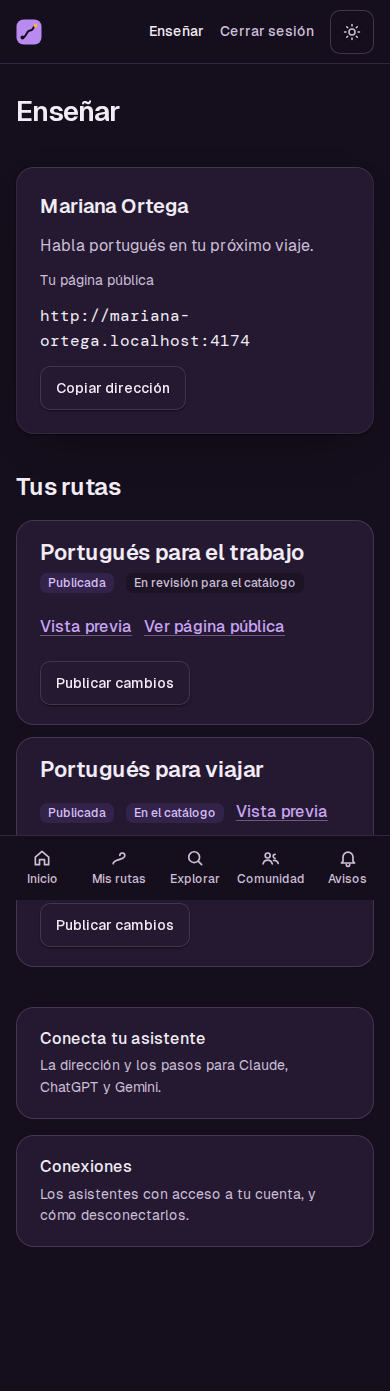 Enseñar
Cerrar sesión
Enseñar
Mariana Ortega
Habla portugués en tu próximo viaje.
Tu página pública
http://mariana-
ortega.localhost:4174
Copiar dirección
Tus rutas
Portugués para el trabajo
Publicada
En revisión para el catálogo
Vista previa
Ver página pública
Publicar cambios
Portugués para viajar
Publicada
En el catálogo
Vista previa
Inicio
Mis rutas
Explorar
Comunidad
Avisos
Publicar cambios
Conecta tu asistente
La dirección y los pasos para Claude,
ChatGPT y Gemini.
Conexiones
Los asistentes con acceso a tu cuenta, y
cómo desconectarlos.